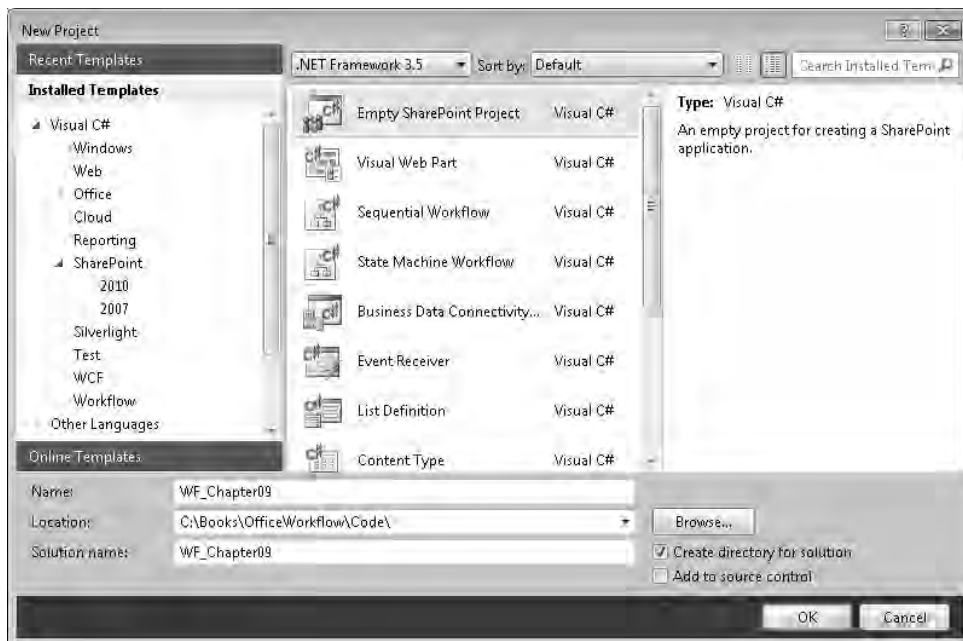 New Project
Recent Templates
.NET Framework 3.5
Sort by: Default
Search Installed Tem
Installed Templates
Visual C#
Windows
Web
Office
Cloud
Reporting
SharePoint
2010
2007
Silverlight
Test
WCF
Workflow
Other Languages
Online Templates
Empty SharePoint Project Visual C#
Visual Web Part Visual C#
Sequential Workflow Visual C#
State Machine Workflow Visual C#
Business Data Connectivity... Visual C#
Event Receiver Visual C#
List Definition Visual C#
Content Type Visual C#
Type: Visual C#
An empty project for creating a SharePoint
application.
Name: WF_Chapter09
Location: C:\Books\OfficeWorkflow\Code\
Browse...
Solution name: WF_Chapter09
Create directory for solution
Add to source control
OK
Cancel